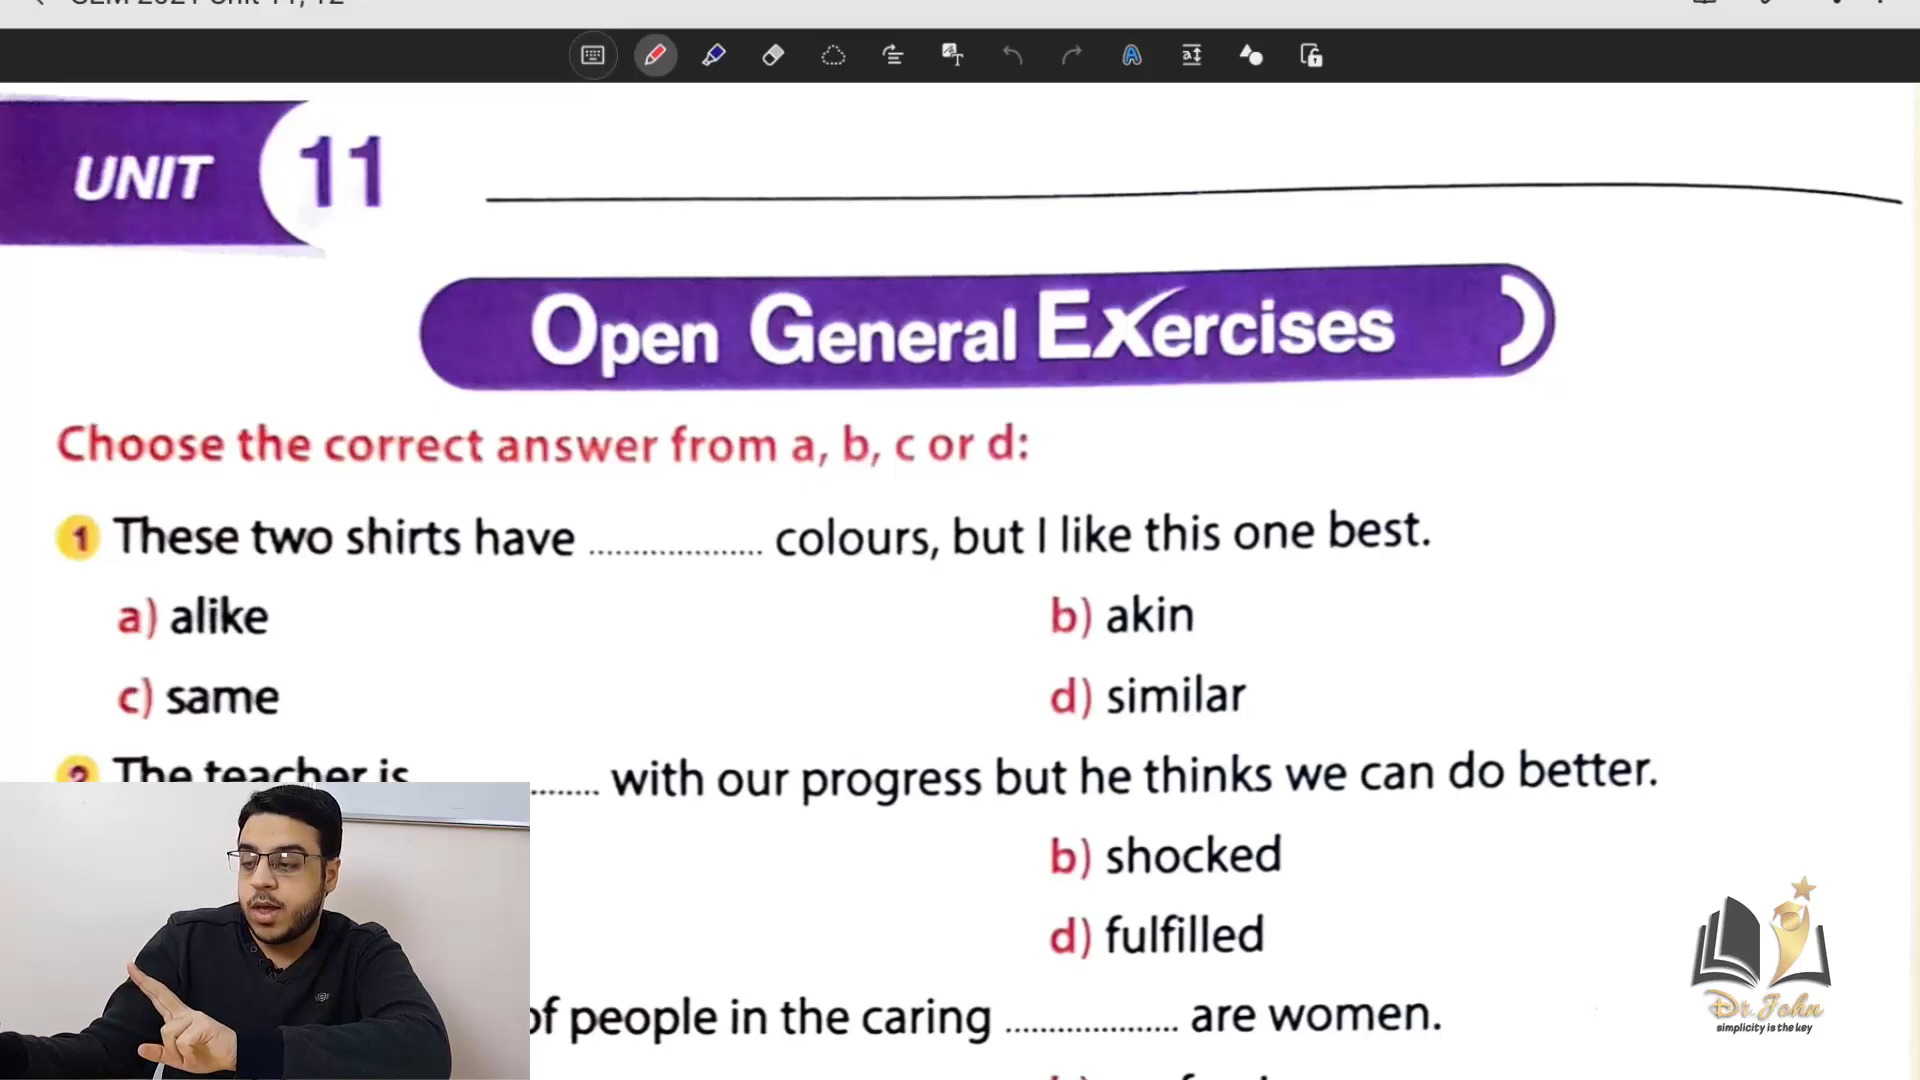 UNIT 11
Open General Exercises
Choose the correct answer from a, b, c or d:
1 These two shirts have .................... colours, but I like this one best.
a) alike
b) akin
c) same
d) similar
2 The teacher is ........ with our progress but he thinks we can do better.
b) shocked
d) fulfilled
of people in the caring .................... are women.
Dr. John
simplicity is the key